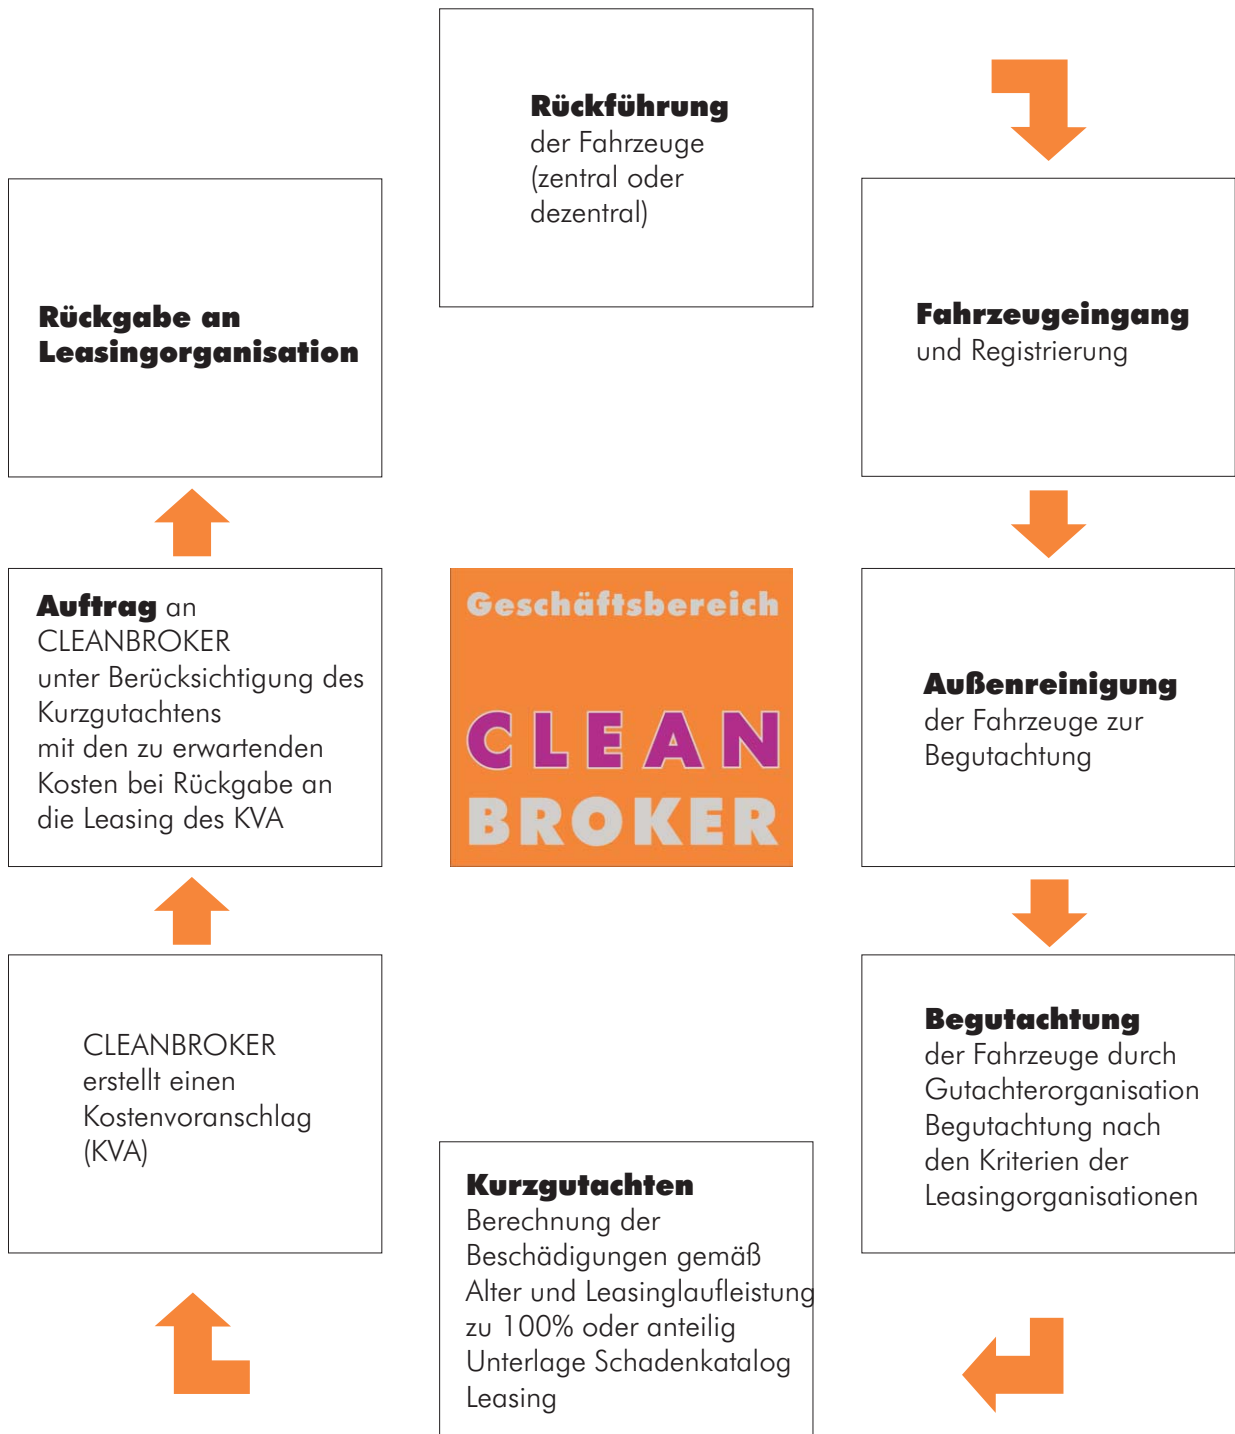 Rückführung
der Fahrzeuge
(zentral oder
dezentral)
Fahrzeugeingang
und Registrierung
Außenreinigung
der Fahrzeuge zur
Begutachtung
Begutachtung
der Fahrzeuge durch
Gutachterorganisation
Begutachtung nach
den Kriterien der
Leasingorganisationen
Kurzgutachten
Berechnung der
Beschädigungen gemäß
Alter und Leasinglaufleistung
zu 100% oder anteilig
Unterlage Schadenkatalog
Leasing
CLEANBROKER
erstellt einen
Kostenvoranschlag
(KVA)
Auftrag an
CLEANBROKER
unter Berücksichtigung des
Kurzgutachtens
mit den zu erwartenden
Kosten bei Rückgabe an
die Leasing des KVA
Rückgabe an
Leasingorganisation
Geschäftsbereich
CLEAN
BROKER